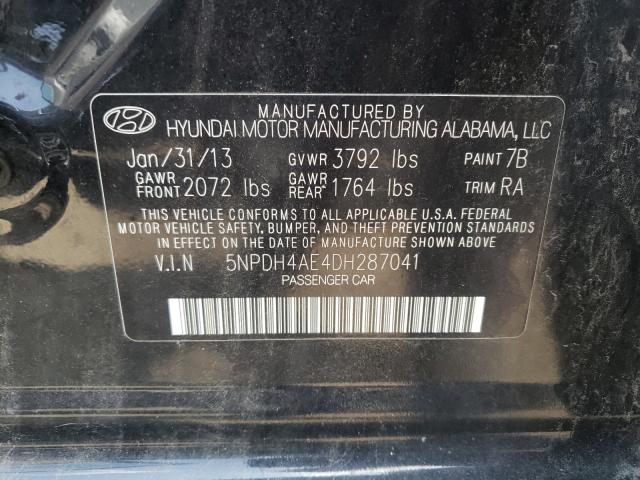 MANUFACTURED BY
HYUNDAI MOTOR MANUFACTURING ALABAMA, LLC
Jan/31/13 GVWR 3792 lbs PAINT 7B
GAWR FRONT 2072 lbs GAWR REAR 1764 lbs TRIM RA
THIS VEHICLE CONFORMS TO ALL APPLICABLE U.S.A. FEDERAL
MOTOR VEHICLE SAFETY, BUMPER, AND THEFT PREVENTION
STANDARDS IN EFFECT ON THE DATE OF MANUFACTURE SHOWN ABOVE
V.I.N 5NPDH4AE4DH287041
PASSENGER CAR